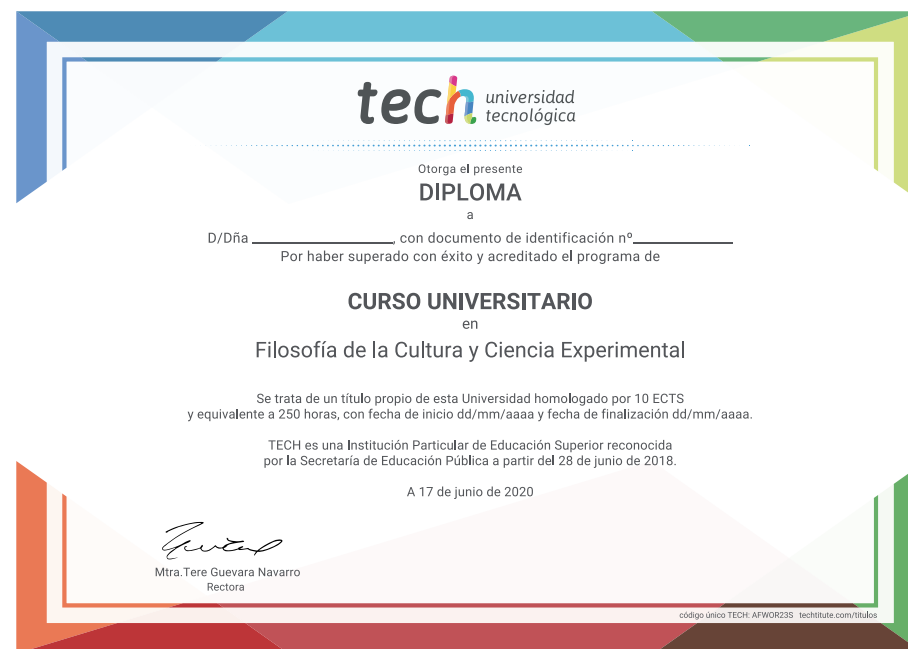 tech universidad
tecnológica
Otorga el presente
DIPLOMA
a
D/Dña ____________, con documento de identificación nº____________
Por haber superado con éxito y acreditado el programa de
CURSO UNIVERSITARIO
en
Filosofía de la Cultura y Ciencia Experimental
Se trata de un título propio de esta Universidad homologado por 10 ECTS
y equivalente a 250 horas, con fecha de inicio dd/mm/aaaa y fecha de finalización dd/mm/aaaa.
TECH es una Institución Particular de Educación Superior reconocida
por la Secretaría de Educación Pública a partir del 28 de junio de 2018.
A 17 de junio de 2020
Mtra.Tere Guevara Navarro
Rectora
código único TECH: AFWOR23S techtitute.com/titulos